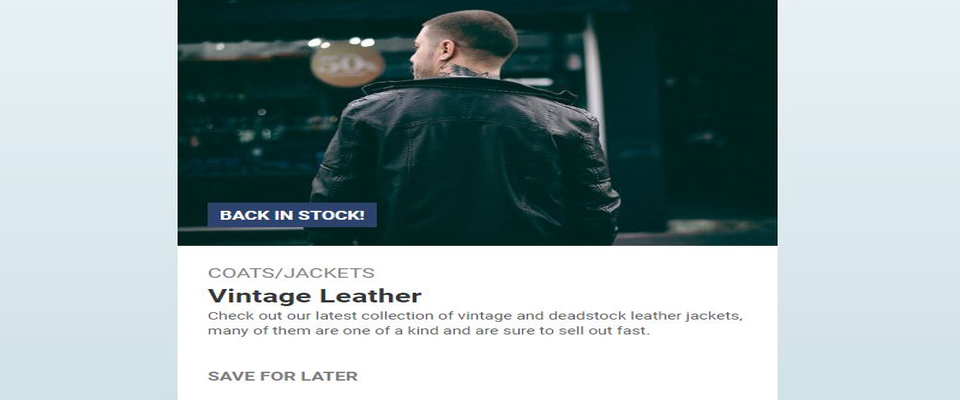 50s
BACK IN STOCK!
COATS/JACKETS
Vintage Leather
Check out our latest collection of vintage and deadstock leather jackets,
many of them are one of a kind and are sure to sell out fast.
SAVE FOR LATER